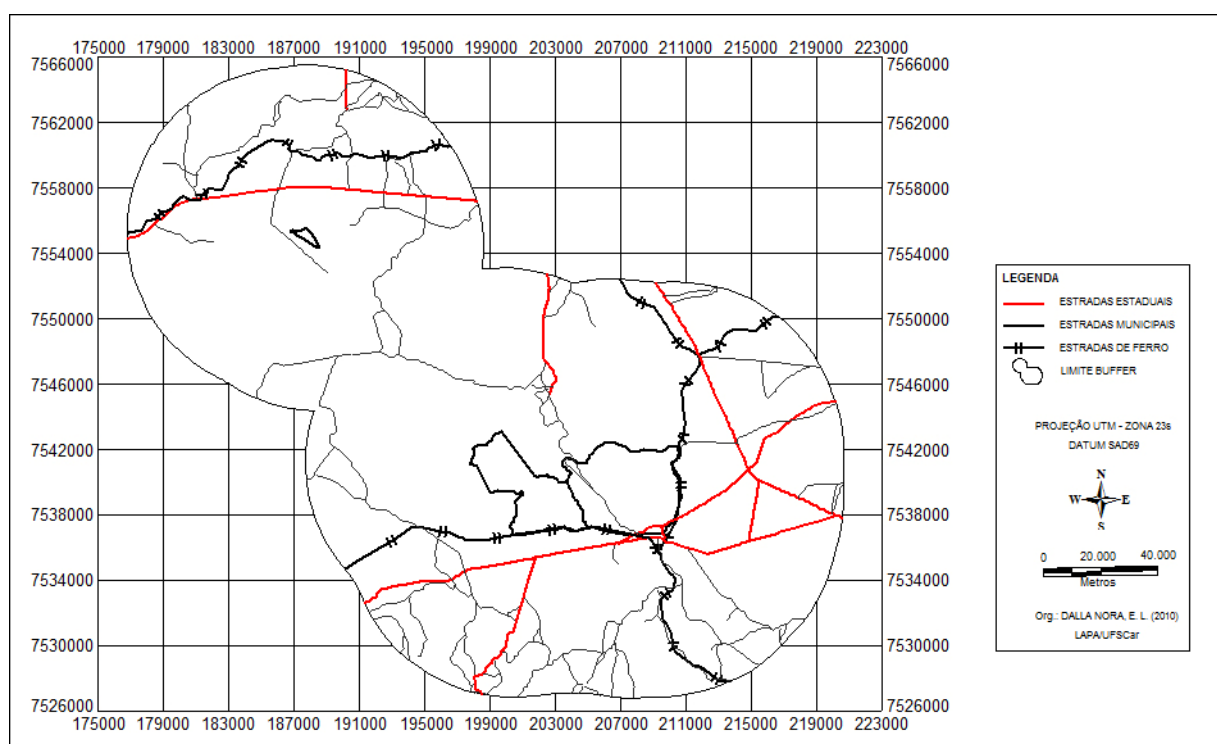 175000 179000 183000 187000 191000 195000 199000 203000 207000 211000 215000 219000 223000
7566000 7566000
7562000 7562000
7558000 7558000
7554000 7554000
7550000 7550000
7546000 7546000
7542000 7542000
7538000 7538000
7534000 7534000
7530000 7530000
7526000 7526000
175000 179000 183000 187000 191000 195000 199000 203000 207000 211000 215000 219000 223000
LEGENDA
ESTRADAS ESTADUAIS
ESTRADAS MUNICIPAIS
ESTRADAS DE FERRO
LIMITE BUFFER
PROJEÇÃO UTM - ZONA 23s
DATUM SAD69
N
W E
S
0 20.000 40.000
Metros
Org.: DALLA NORA, E. L. (2010)
LAPA/UFSCar